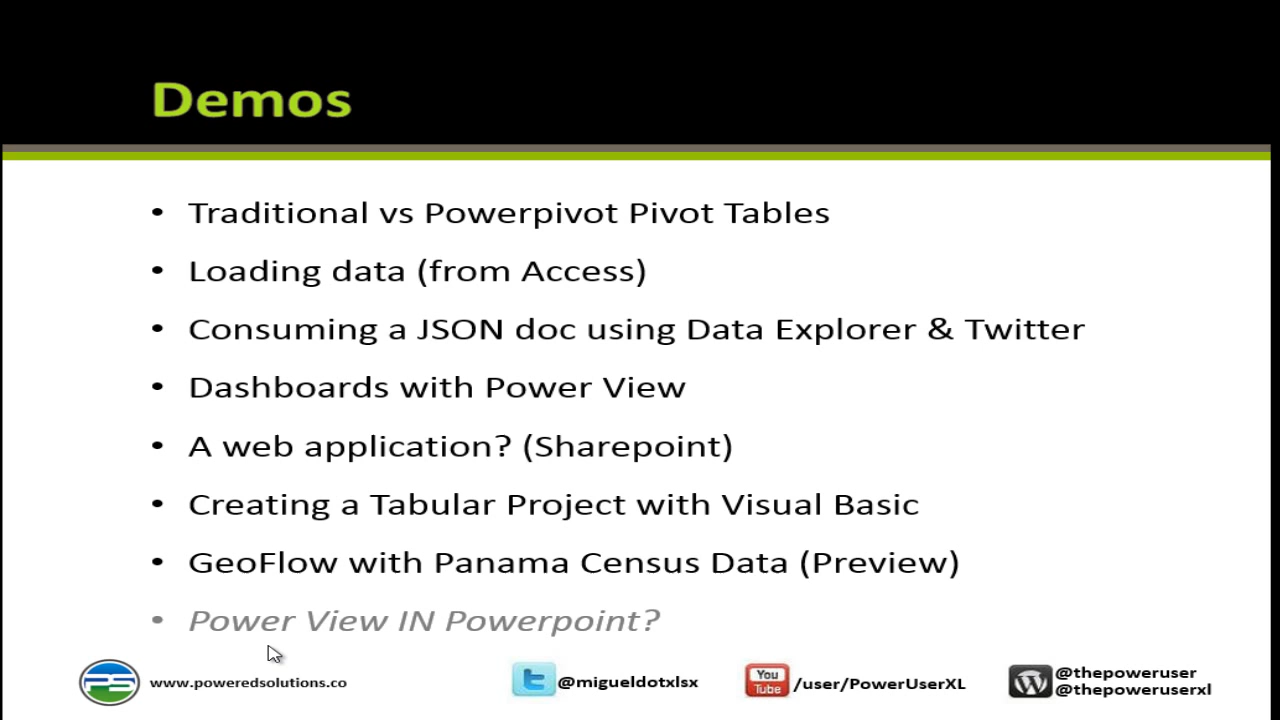 Demos
• Traditional vs Powerpivot Pivot Tables
• Loading data (from Access)
• Consuming a JSON doc using Data Explorer & Twitter
• Dashboards with Power View
• A web application? (Sharepoint)
• Creating a Tabular Project with Visual Basic
• GeoFlow with Panama Census Data (Preview)
• Power View IN Powerpoint?
www.poweredsolutions.co
@migueldotxlsx
You
Tube
/user/PowerUserXL
@thepoweruser
@thepoweruserxl